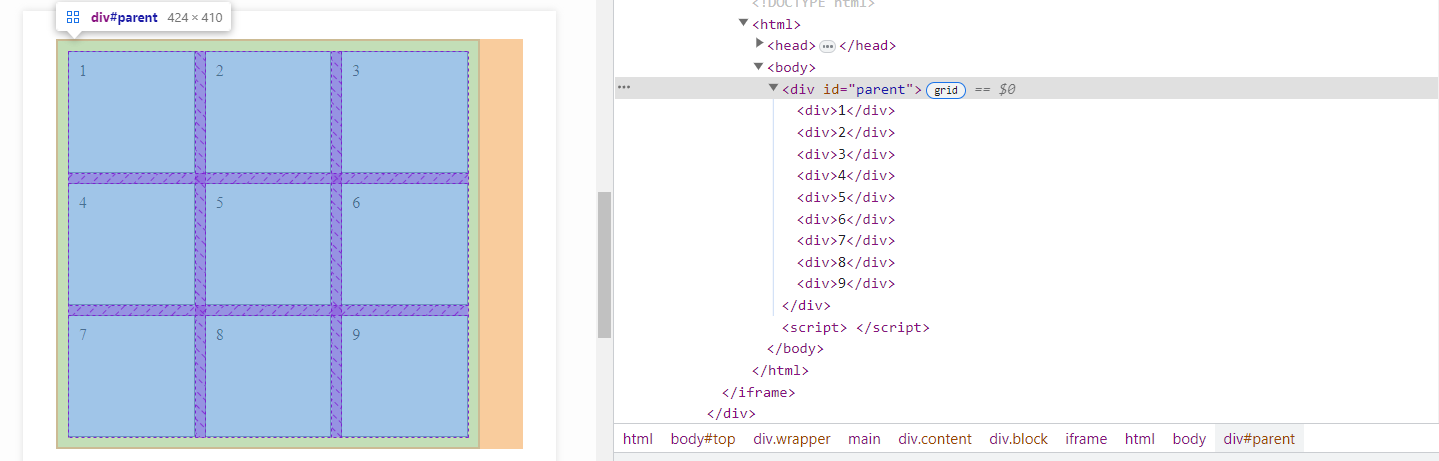 div#parent 424 × 410
1 2 3
4 5 6
7 8 9
<!DOCTYPE html>
<html>
<head> ••• </head>
<body>
••• <div id="parent"> grid == $0
<div>1</div>
<div>2</div>
<div>3</div>
<div>4</div>
<div>5</div>
<div>6</div>
<div>7</div>
<div>8</div>
<div>9</div>
</div>
<script> </script>
</body>
</html>
</iframe>
</div>
html body#top div.wrapper main div.content div.block iframe html body div#parent